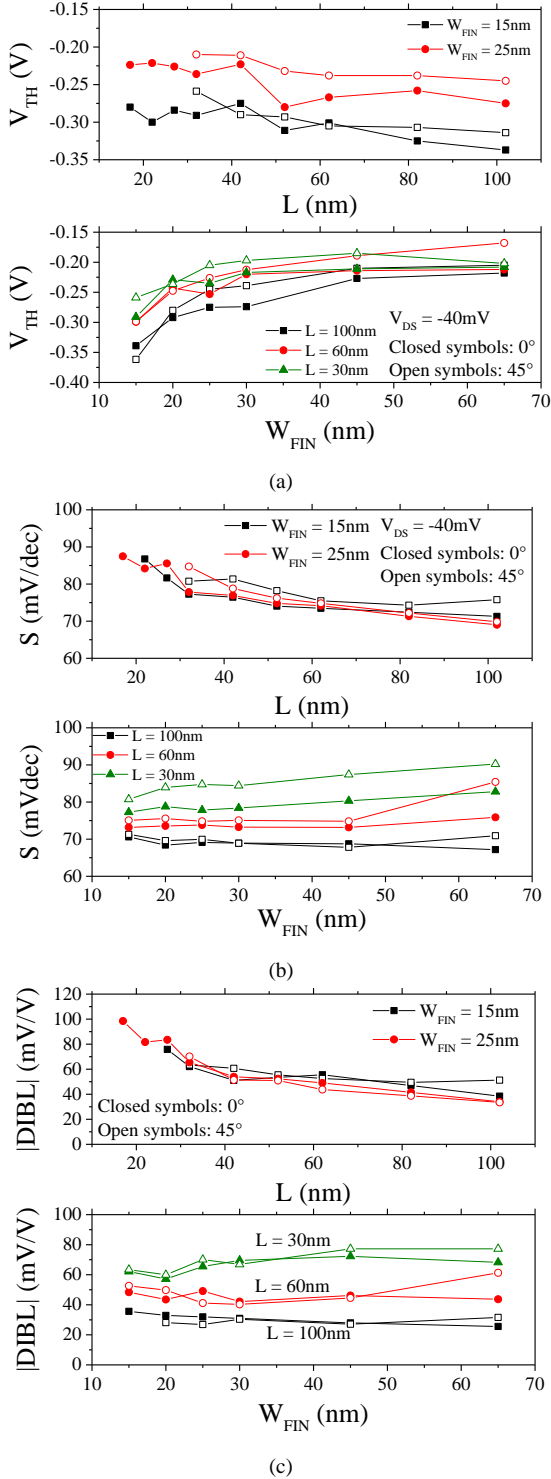 -0.15
-0.20
-0.25
-0.30
-0.35
V_TH (V)
W_FIN = 15nm
W_FIN = 25nm
20 40 60 80 100
L (nm)
-0.15
-0.20
-0.25
-0.30
-0.35
-0.40
V_TH (V)
L = 100nm
L = 60nm
L = 30nm
V_DS = -40mV
Closed symbols: 0°
Open symbols: 45°
10 20 30 40 50 60 70
W_FIN (nm)
(a)
100
90
80
70
60
S (mV/dec)
W_FIN = 15nm
W_FIN = 25nm
V_DS = -40mV
Closed symbols: 0°
Open symbols: 45°
20 40 60 80 100
L (nm)
100
90
80
70
60
S (mVdec)
L = 100nm
L = 60nm
L = 30nm
10 20 30 40 50 60 70
W_FIN (nm)
(b)
120
100
80
60
40
20
0
|DIBL| (mV/V)
W_FIN = 15nm
W_FIN = 25nm
Closed symbols: 0°
Open symbols: 45°
20 40 60 80 100
L (nm)
100
80
60
40
20
0
|DIBL| (mV/V)
L = 30nm
L = 60nm
L = 100nm
10 20 30 40 50 60 70
W_FIN (nm)
(c)